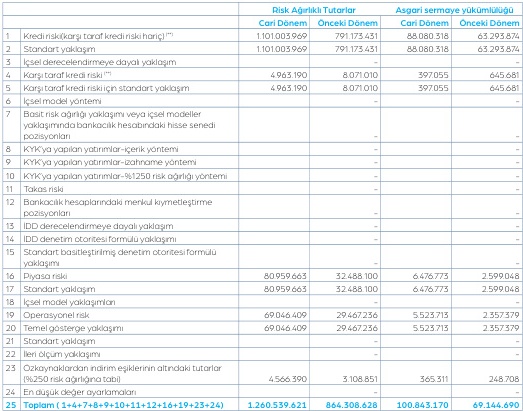 Risk Ağırlıklı Tutarlar Asgari sermaye yükümlülüğü
Cari Dönem Önceki Dönem Cari Dönem Önceki Dönem
1 Kredi riski(karşı taraf kredi riski hariç) (**) 1.101.003.969 791.173.431 88.080.318 63.293.874
2 Standart yaklaşım 1.101.003.969 791.173.431 88.080.318 63.293.874
3 İçsel derecelendirmeye dayalı yaklaşım - - -
4 Karşı taraf kredi riski (**) 4.963.190 8.071.010 397.055 645.681
5 Karşı taraf kredi riski için standart yaklaşım 4.963.190 8.071.010 397.055 645.681
6 İçsel model yöntemi - - -
7 Basit risk ağırlığı yaklaşımı veya içsel modeller
yaklaşımında bankacılık hesabındaki hisse senedi
pozisyonları - - -
8 KYK'ya yapılan yatırımlar-içerik yöntemi - - -
9 KYK'ya yapılan yatırımlar-izahname yöntemi - - -
10 KYK'ya yapılan yatırımlar-%1250 risk ağırlığı yöntemi - - -
11 Takas riski - - -
12 Bankacılık hesaplarındaki menkul kıymetleştirme
pozisyonları - - -
13 İDD derecelendirmeye dayalı yaklaşım - - -
14 İDD denetim otoritesi formülü yaklaşımı - - -
15 Standart basitleştirilmiş denetim otoritesi formülü
yaklaşımı - - -
16 Piyasa riski 80.959.663 32.488.100 6.476.773 2.599.048
17 Standart yaklaşım 80.959.663 32.488.100 6.476.773 2.599.048
18 İçsel model yaklaşımları - - -
19 Operasyonel risk 69.046.409 29.467.236 5.523.713 2.357.379
20 Temel gösterge yaklaşımı 69.046.409 29.467.236 5.523.713 2.357.379
21 Standart yaklaşım - - -
22 İleri ölçüm yaklaşımı - - -
23 Özkaynaklardan indirim eşiklerinin altındaki tutarlar
(%250 risk ağırlığına tabi) 4.566.390 3.108.851 365.311 248.708
24 En düşük değer ayarlamaları - - -
25 Toplam ( 1+4+7+8+9+10+11+12+16+19+23+24) 1.260.539.621 864.308.628 100.843.170 69.144.690